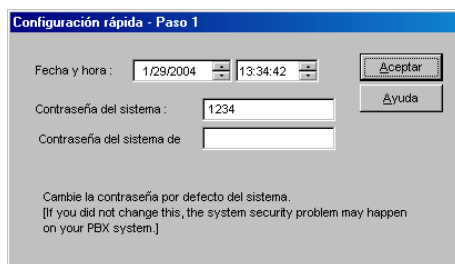 Configuración rápida - Paso 1
Fecha y hora : 1/29/2004 13:34:42 Aceptar
Ayuda
Contraseña del sistema : 1234
Contraseña del sistema de
Cambie la contraseña por defecto del sistema.
[If you did not change this, the system security problem may happen
on your PBX system.]